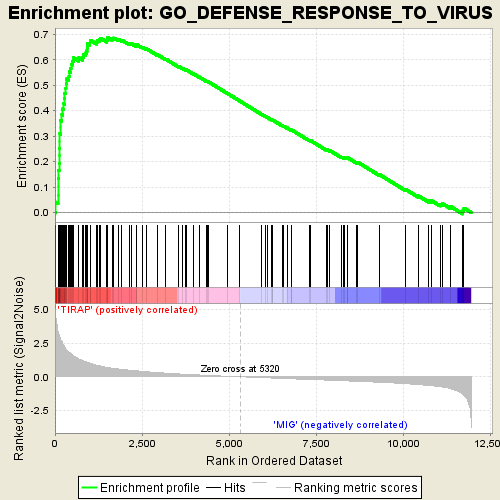 Enrichment plot: GO_DEFENSE_RESPONSE_TO_VIRUS
Enrichment score (ES)
0.7
0.6
0.5
0.4
0.3
0.2
0.1
0.0
Ranked list metric (Signal2Noise)
5.0
2.5
0.0
-2.5
'TIRAP' (positively correlated)
Zero cross at 5320
'MIG' (negatively correlated)
0 2,500 5,000 7,500 10,000 12,500
Rank in Ordered Dataset
Enrichment profile Hits Ranking metric scores